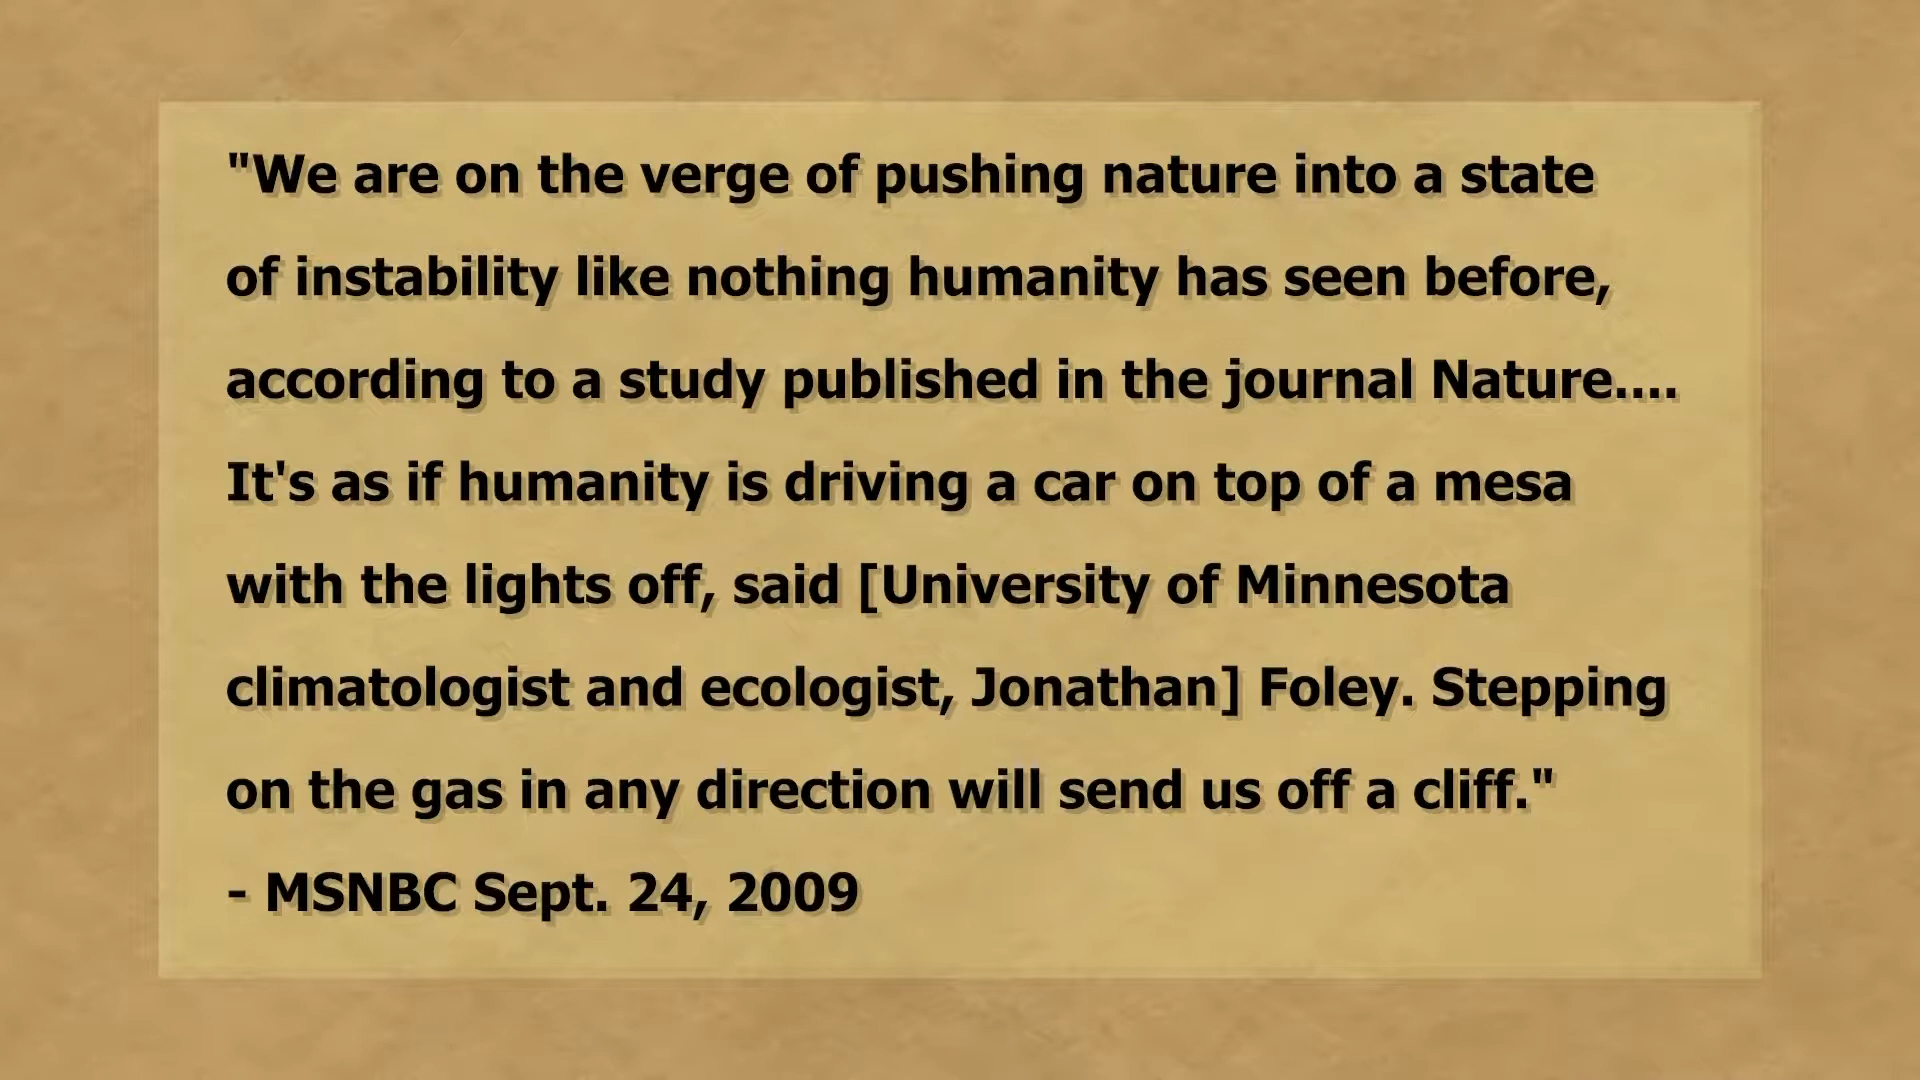 "We are on the verge of pushing nature into a state
of instability like nothing humanity has seen before,
according to a study published in the journal Nature....
It's as if humanity is driving a car on top of a mesa
with the lights off, said [University of Minnesota
climatologist and ecologist, Jonathan] Foley. Stepping
on the gas in any direction will send us off a cliff."
- MSNBC Sept. 24, 2009